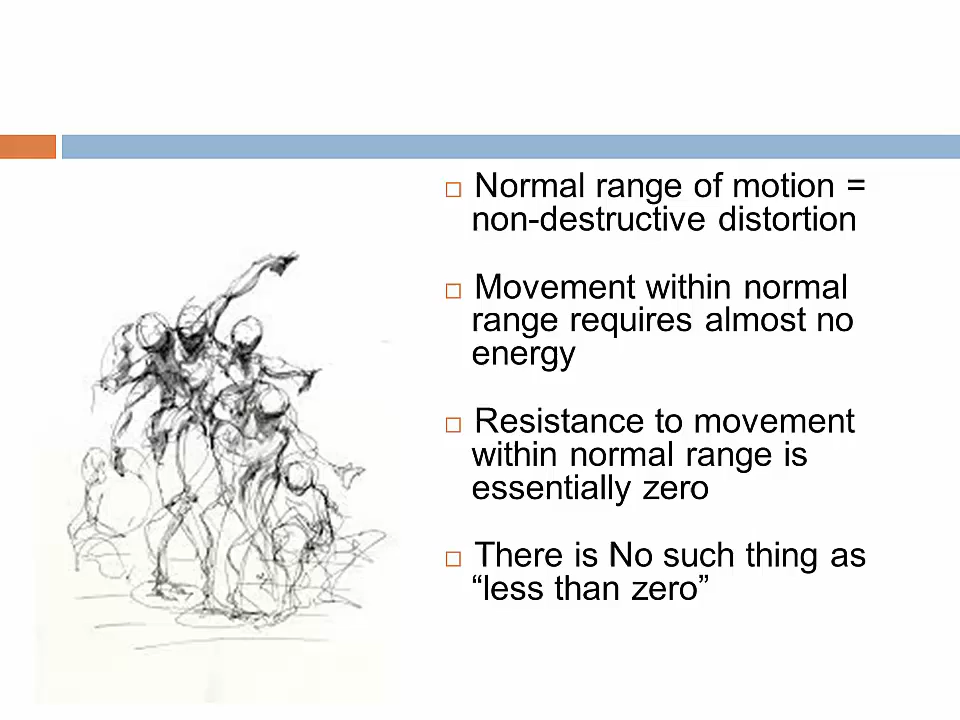 Normal range of motion =
non-destructive distortion
Movement within normal
range requires almost no
energy
Resistance to movement
within normal range is
essentially zero
There is No such thing as
“less than zero”